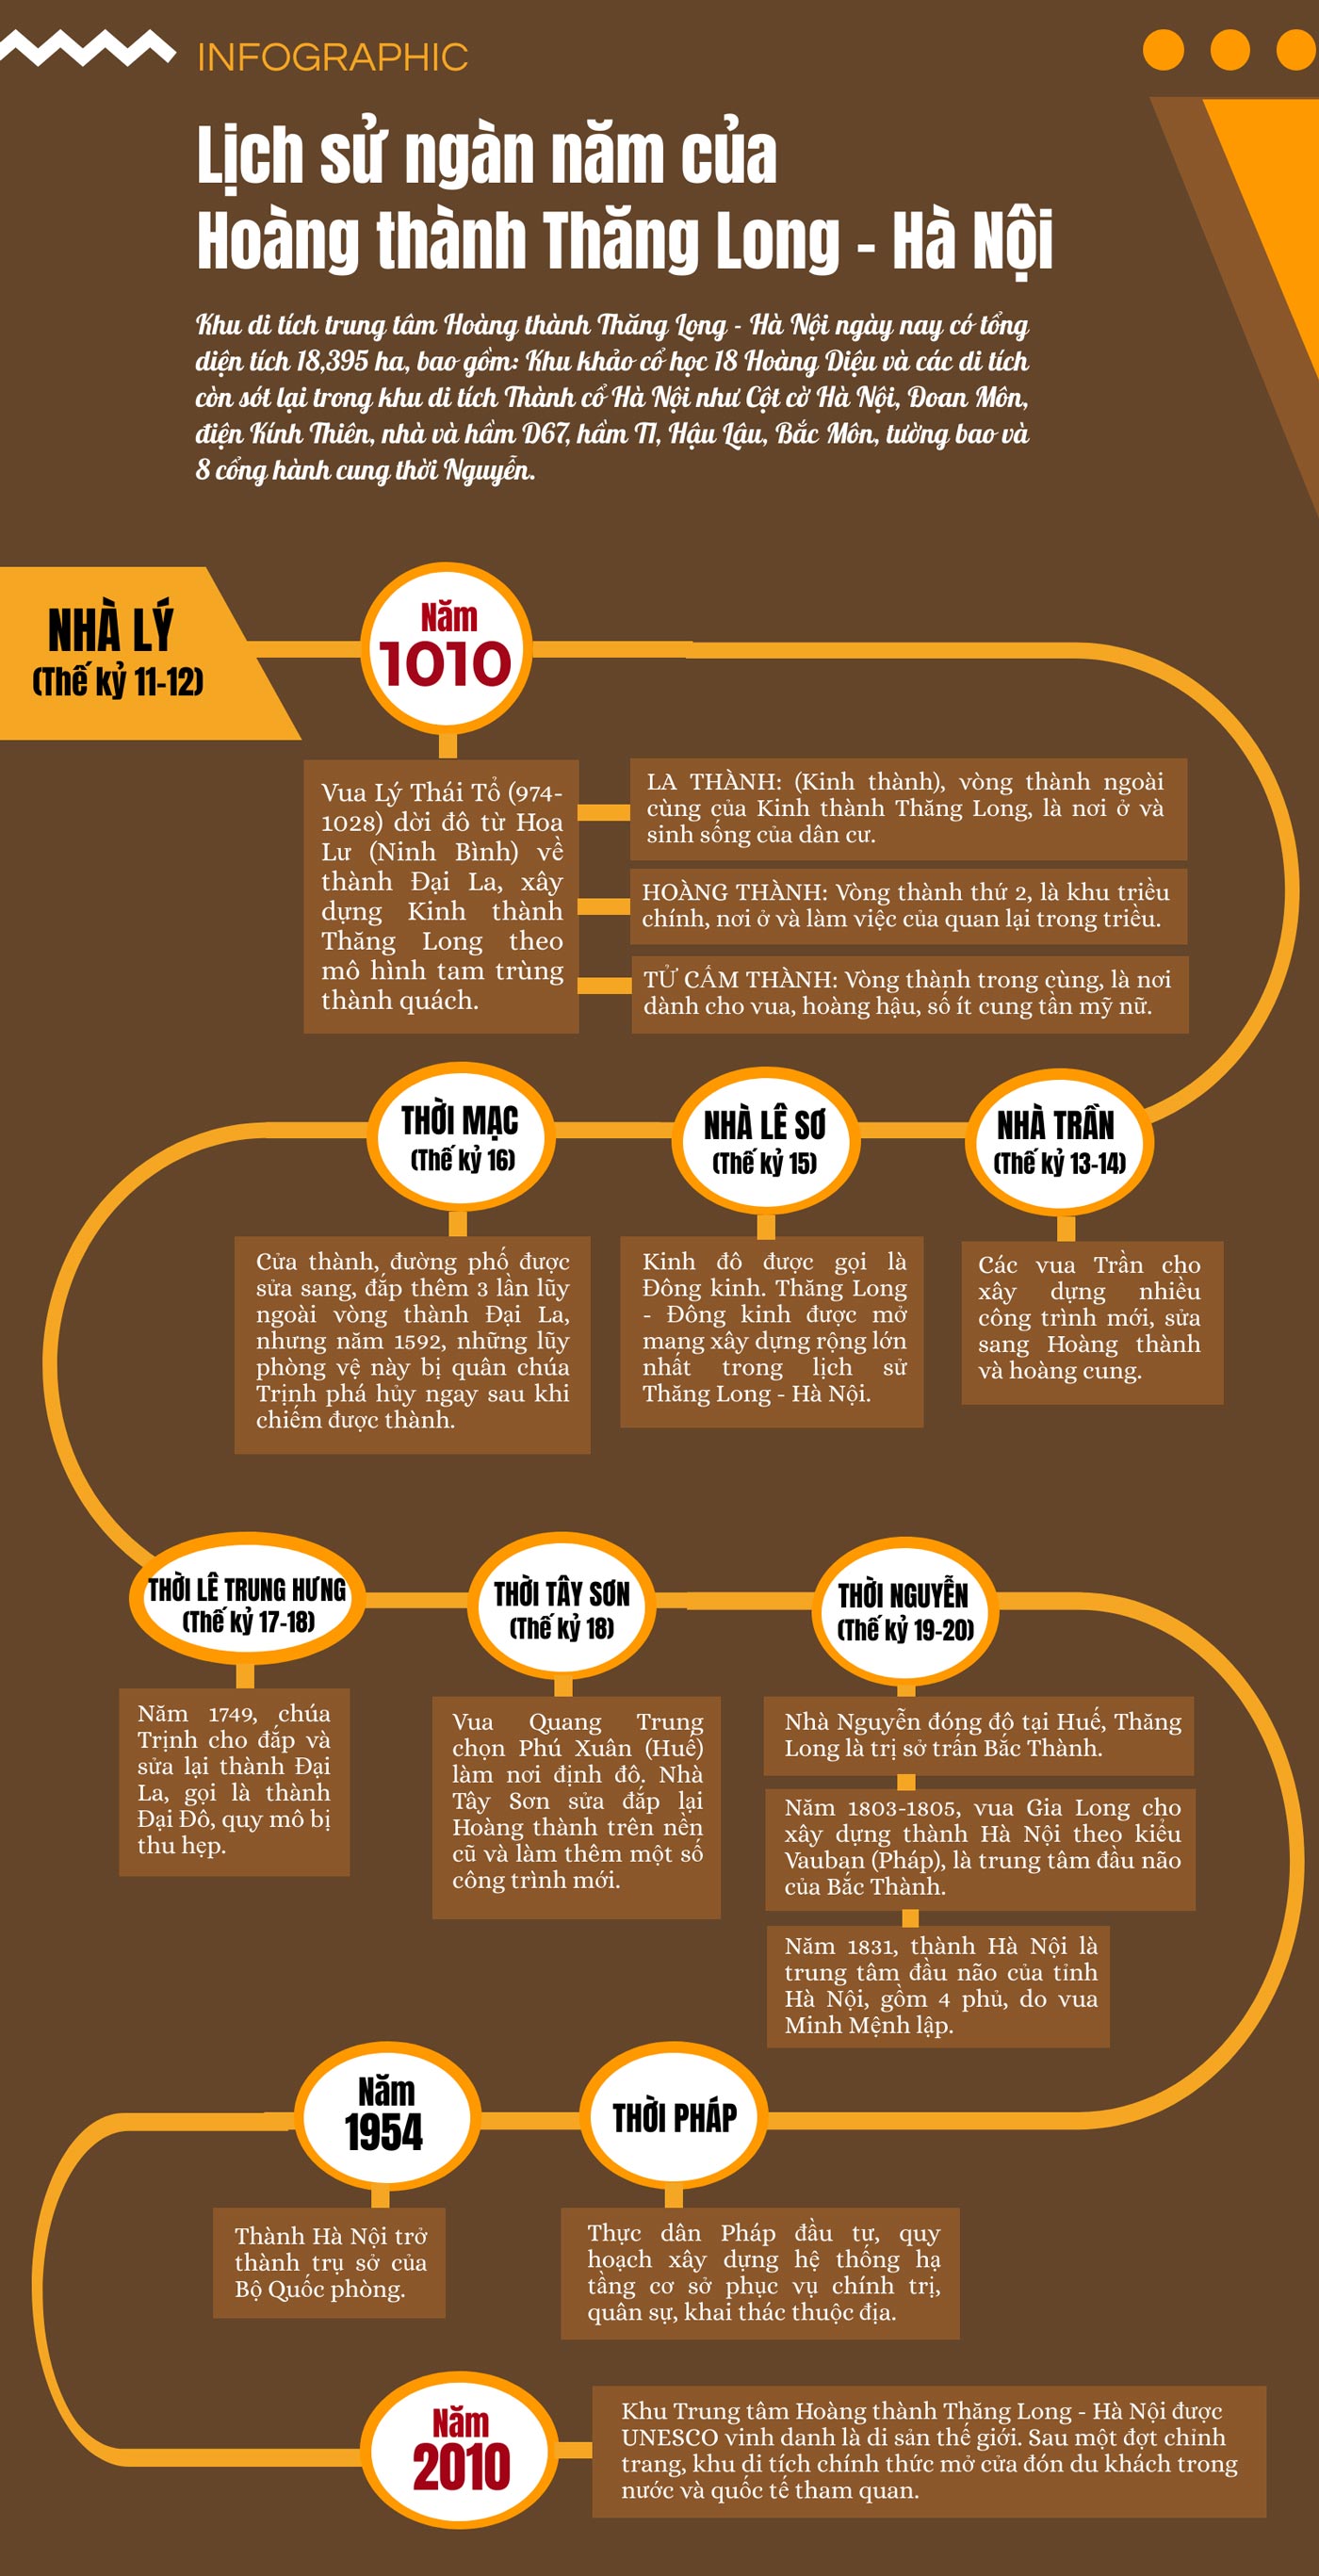 INFOGRAPHIC
Lịch sử ngàn năm của
Hoàng thành Thăng Long - Hà Nội
Khu di tích trung tâm Hoàng thành Thăng Long - Hà Nội ngày nay có tổng
diện tích 18,395 ha, bao gồm: Khu khảo cổ học 18 Hoàng Diệu và các di tích
còn sót lại trong khu di tích Thành cổ Hà Nội như Cột cờ Hà Nội, Đoan Môn,
điện Kính Thiên, nhà và hầm D67, hầm T1, Hậu Lâu, Bắc Môn, tường bao và
8 cổng hành cung thời Nguyễn.
NHÀ LÝ
(Thế kỷ 11-12)
Năm
1010
Vua Lý Thái Tổ (974-
1028) dời đô từ Hoa
Lư (Ninh Bình) về
thành Đại La, xây
dựng Kinh thành
Thăng Long theo
mô hình tam trùng
thành quách.
LA THÀNH: (Kinh thành), vòng thành ngoài
cùng của Kinh thành Thăng Long, là nơi ở và
sinh sống của dân cư.
HOÀNG THÀNH: Vòng thành thứ 2, là khu triều
chính, nơi ở và làm việc của quan lại trong triều.
TỬ CẤM THÀNH: Vòng thành trong cùng, là nơi
dành cho vua, hoàng hậu, số ít cung tần mỹ nữ.
NHÀ TRẦN
(Thế kỷ 13-14)
Các vua Trần cho
xây dựng nhiều
công trình mới, sửa
sang Hoàng thành
và hoàng cung.
NHÀ LÊ SƠ
(Thế kỷ 15)
Kinh đô được gọi là
Đông kinh. Thăng Long
- Đông kinh được mở
mang xây dựng rộng lớn
nhất trong lịch sử
Thăng Long - Hà Nội.
THỜI MẠC
(Thế kỷ 16)
Cửa thành, đường phố được
sửa sang, đắp thêm 3 lần lũy
ngoài vòng thành Đại La,
nhưng năm 1592, những lũy
phòng vệ này bị quân chúa
Trịnh phá hủy ngay sau khi
chiếm được thành.
THỜI LÊ TRUNG HƯNG
(Thế kỷ 17-18)
Năm 1749, chúa
Trịnh cho đắp và
sửa lại thành Đại
La, gọi là thành
Đại Đô, quy mô bị
thu hẹp.
THỜI TÂY SƠN
(Thế kỷ 18)
Vua Quang Trung
chọn Phú Xuân (Huế)
làm nơi định đô. Nhà
Tây Sơn sửa đắp lại
Hoàng thành trên nền
cũ và làm thêm một số
công trình mới.
THỜI NGUYỄN
(Thế kỷ 19-20)
Nhà Nguyễn đóng đô tại Huế, Thăng
Long là trị sở trấn Bắc Thành.
Năm 1803-1805, vua Gia Long cho
xây dựng thành Hà Nội theo kiểu
Vauban (Pháp), là trung tâm đầu não
của Bắc Thành.
Năm 1831, thành Hà Nội là
trung tâm đầu não của tỉnh
Hà Nội, gồm 4 phủ, do vua
Minh Mệnh lập.
THỜI PHÁP
Thực dân Pháp đầu tư, quy
hoạch xây dựng hệ thống hạ
tầng cơ sở phục vụ chính trị,
quân sự, khai thác thuộc địa.
Năm
1954
Thành Hà Nội trở
thành trụ sở của
Bộ Quốc phòng.
Năm
2010
Khu Trung tâm Hoàng thành Thăng Long - Hà Nội được
UNESCO vinh danh là di sản thế giới. Sau một đợt chỉnh
trang, khu di tích chính thức mở cửa đón du khách trong
nước và quốc tế tham quan.